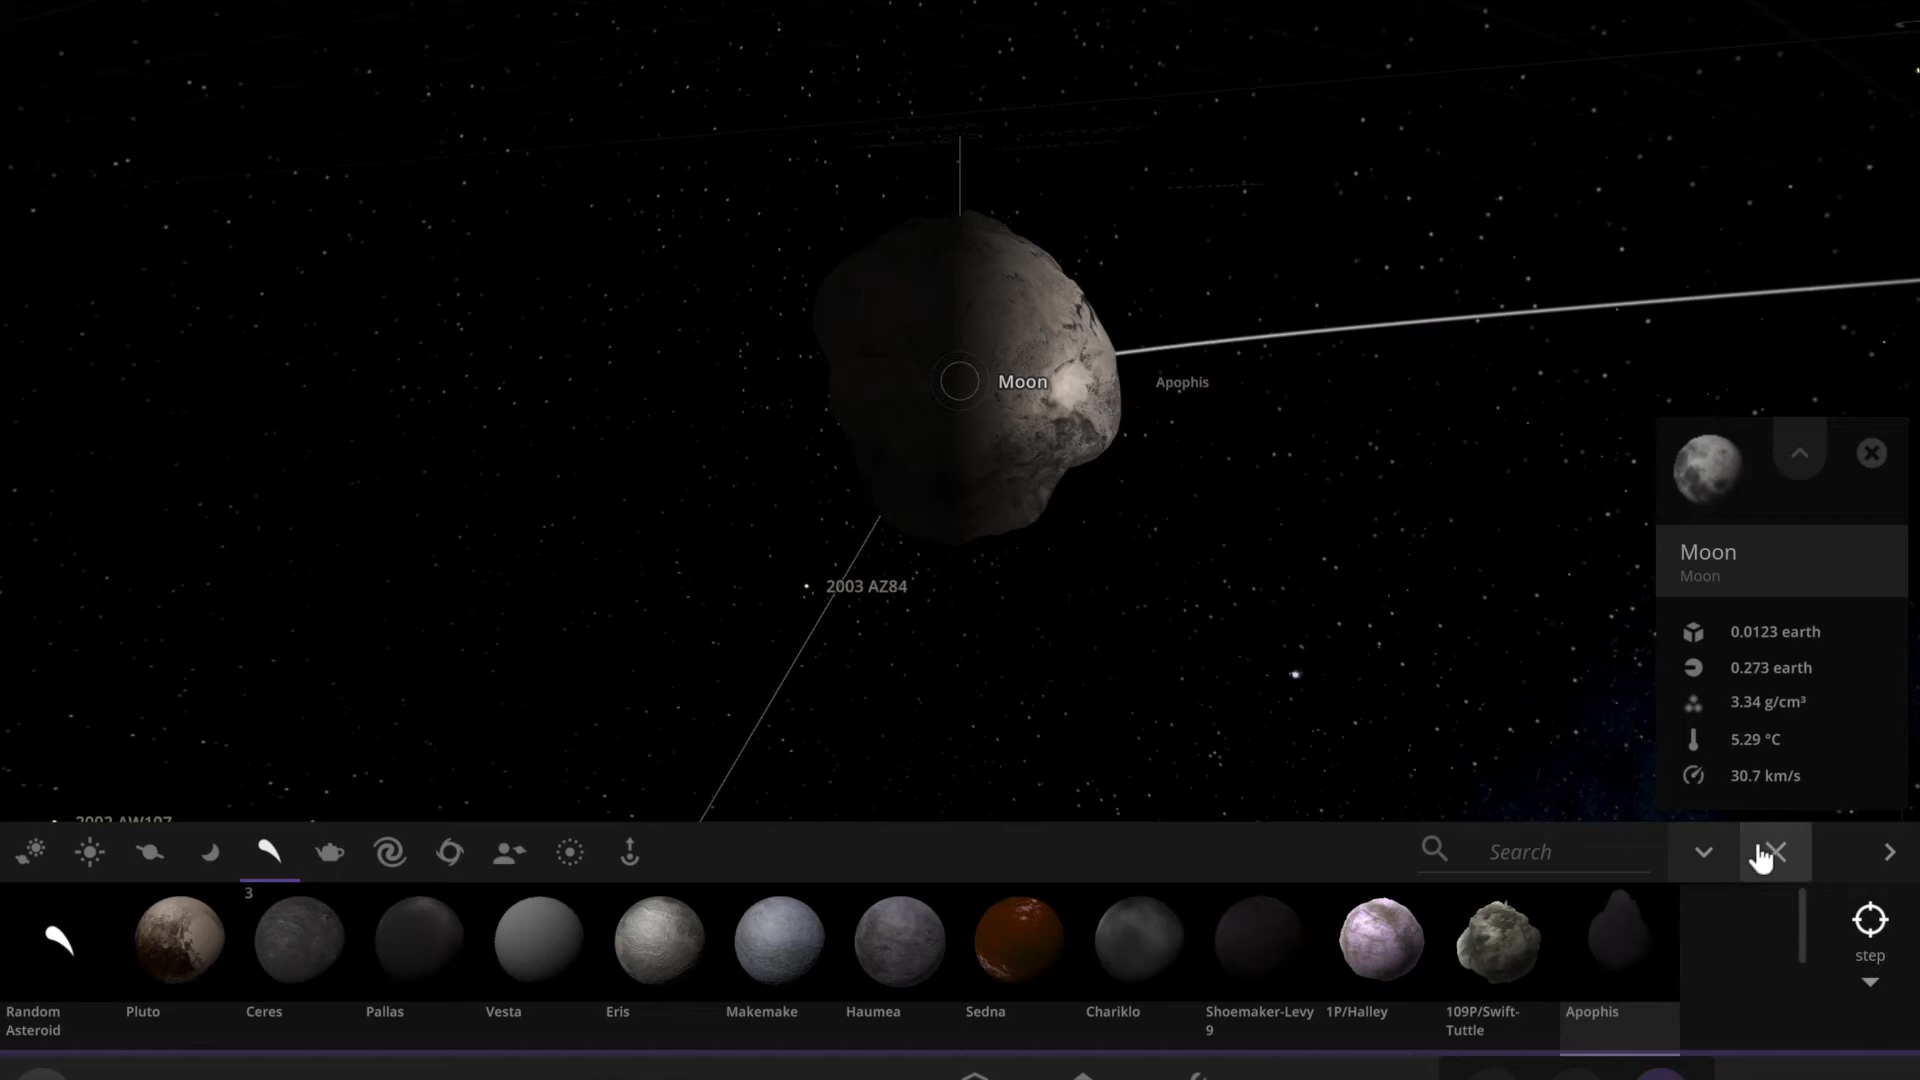 Moon
Apophis
2003 AZ84
Moon
Moon
0.0123 earth
0.273 earth
3.34 g/cm³
5.29 °C
30.7 km/s
2002 AW197
Search
3
step
Random
Asteroid
Pluto
Ceres
Pallas
Vesta
Eris
Makemake
Haumea
Sedna
Chariklo
Shoemaker-Levy
9
1P/Halley
109P/Swift-
Tuttle
Apophis